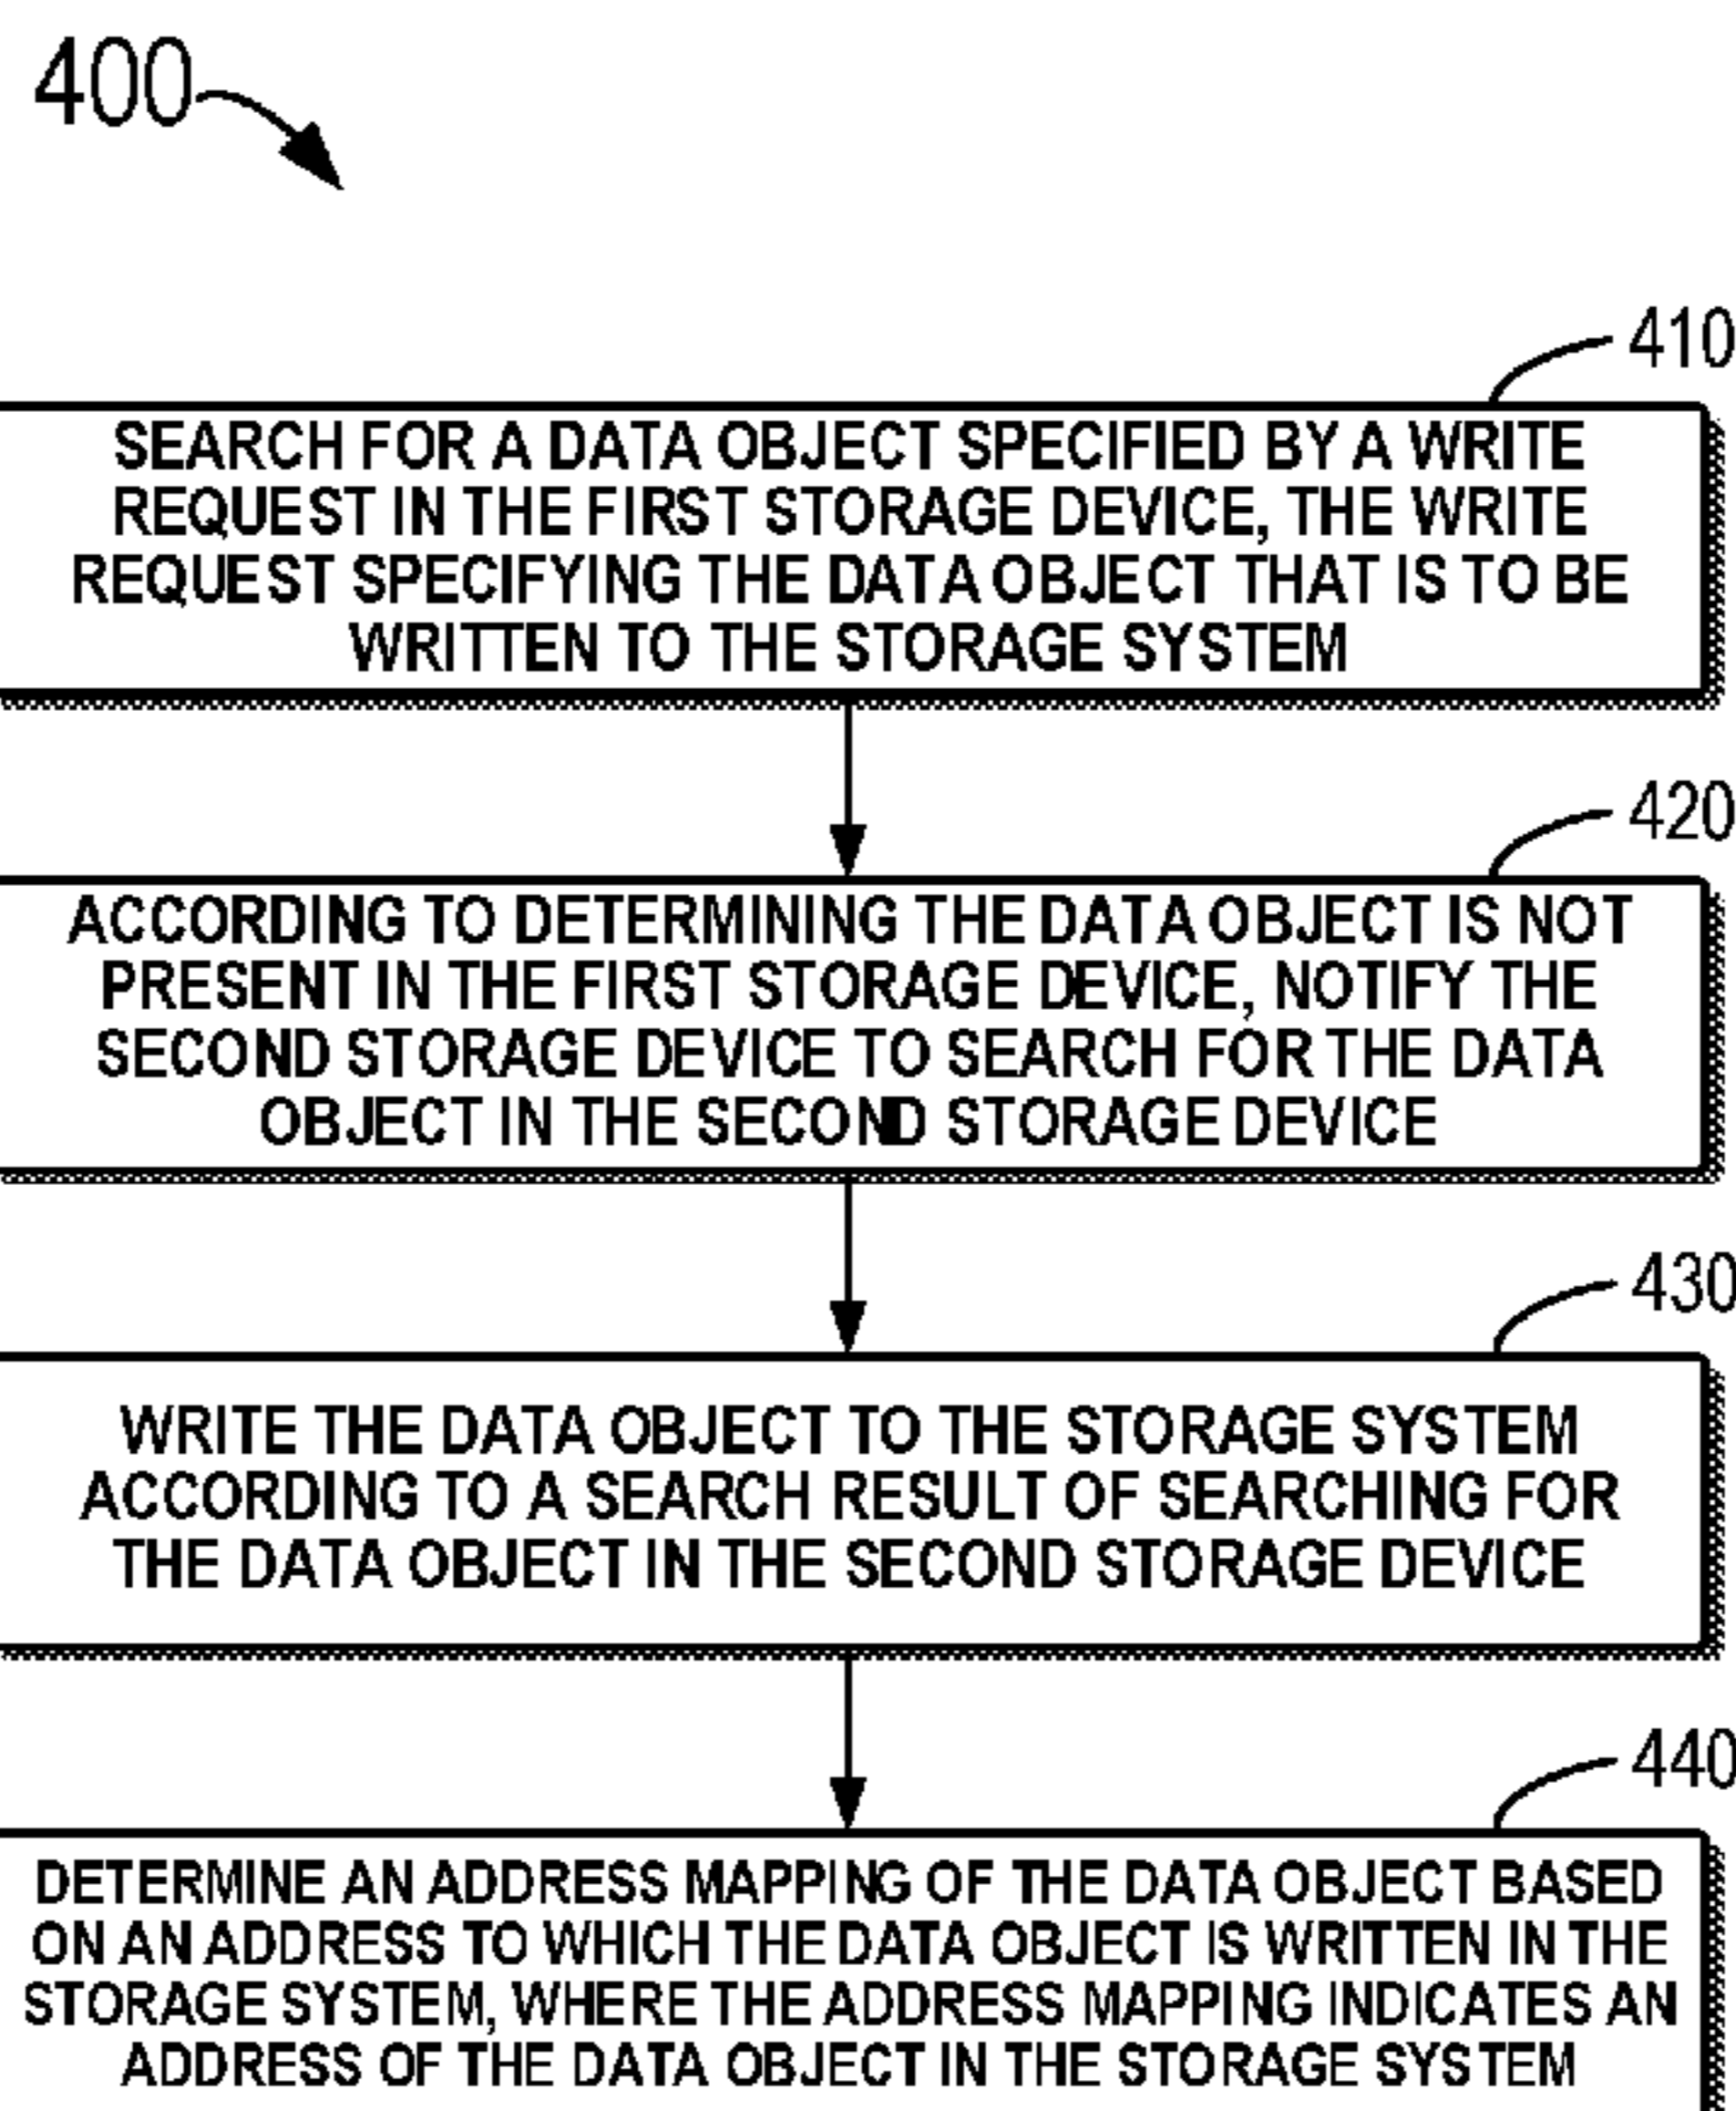 400
410
SEARCH FOR A DATA OBJECT SPECIFIED BY A WRITE
REQUEST IN THE FIRST STORAGE DEVICE, THE WRITE
REQUEST SPECIFYING THE DATA OBJECT THAT IS TO BE
WRITTEN TO THE STORAGE SYSTEM
420
ACCORDING TO DETERMINING THE DATA OBJECT IS NOT
PRESENT IN THE FIRST STORAGE DEVICE, NOTIFY THE
SECOND STORAGE DEVICE TO SEARCH FOR THE DATA
OBJECT IN THE SECOND STORAGE DEVICE
430
WRITE THE DATA OBJECT TO THE STORAGE SYSTEM
ACCORDING TO A SEARCH RESULT OF SEARCHING FOR
THE DATA OBJECT IN THE SECOND STORAGE DEVICE
440
DETERMINE AN ADDRESS MAPPING OF THE DATA OBJECT BASED
ON AN ADDRESS TO WHICH THE DATA OBJECT IS WRITTEN IN THE
STORAGE SYSTEM, WHERE THE ADDRESS MAPPING INDICATES AN
ADDRESS OF THE DATA OBJECT IN THE STORAGE SYSTEM